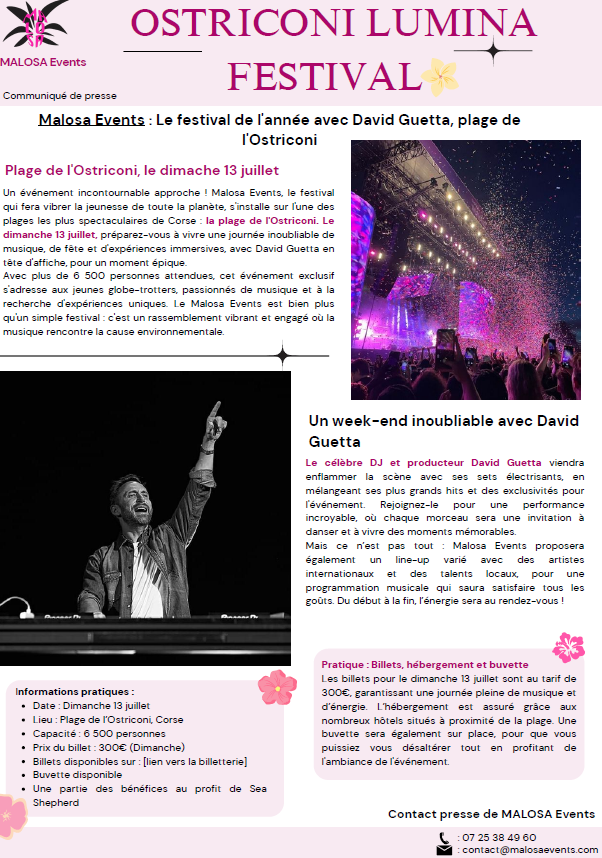 OSTRICONI LUMINA
FESTIVAL
MALOSA Events
Communiqué de presse
Malosa Events : Le festival de l'année avec David Guetta, plage de
l'Ostriconi
Plage de l'Ostriconi, le dimache 13 juillet
Un événement incontournable approche ! Malosa Events, le festival
qui fera vibrer la jeunesse de toute la planète, s'installe sur l'une des
plages les plus spectaculaires de Corse : la plage de l'Ostriconi. Le
dimanche 13 juillet, préparez-vous à vivre une journée inoubliable de
musique, de fête et d'expériences immersives, avec David Guetta en
tête d'affiche, pour un moment épique.
Avec plus de 6 500 personnes attendues, cet événement exclusif
s'adresse aux jeunes globe-trotters, passionnés de musique et à la
recherche d'expériences uniques. Le Malosa Events est bien plus
qu'un simple festival : c'est un rassemblement vibrant et engagé où la
musique rencontre la cause environnementale.
Un week-end inoubliable avec David
Guetta
Le célèbre DJ et producteur David Guetta viendra
enflammer la scène avec ses sets électrisants, en
mélangeant ses plus grands hits et des exclusivités pour
l'événement. Rejoignez-le pour une performance
incroyable, où chaque morceau sera une invitation à
danser et à vivre des moments mémorables.
Mais ce n'est pas tout : Malosa Events proposera
également un line-up varié avec des artistes
internationaux et des talents locaux, pour une
programmation musicale qui saura satisfaire tous les
goûts. Du début à la fin, l'énergie sera au rendez-vous !
Informations pratiques :
Date : Dimanche 13 juillet
Lieu : Plage de l'Ostriconi, Corse
Capacité : 6 500 personnes
Prix du billet : 300€ (Dimanche)
Billets disponibles sur : [lien vers la billetterie]
Buvette disponible
Une partie des bénéfices au profit de Sea
Shepherd
Pratique : Billets, hébergement et buvette
Les billets pour le dimanche 13 juillet sont au tarif de
300€, garantissant une journée pleine de musique et
d'énergie. L'hébergement est assuré grâce aux
nombreux hôtels situés à proximité de la plage. Une
buvette sera également sur place, pour que vous
puissiez vous désaltérer tout en profitant de
l'ambiance de l'événement.
Contact presse de MALOSA Events
: 07 25 38 49 60
: contact@malosaevents.com